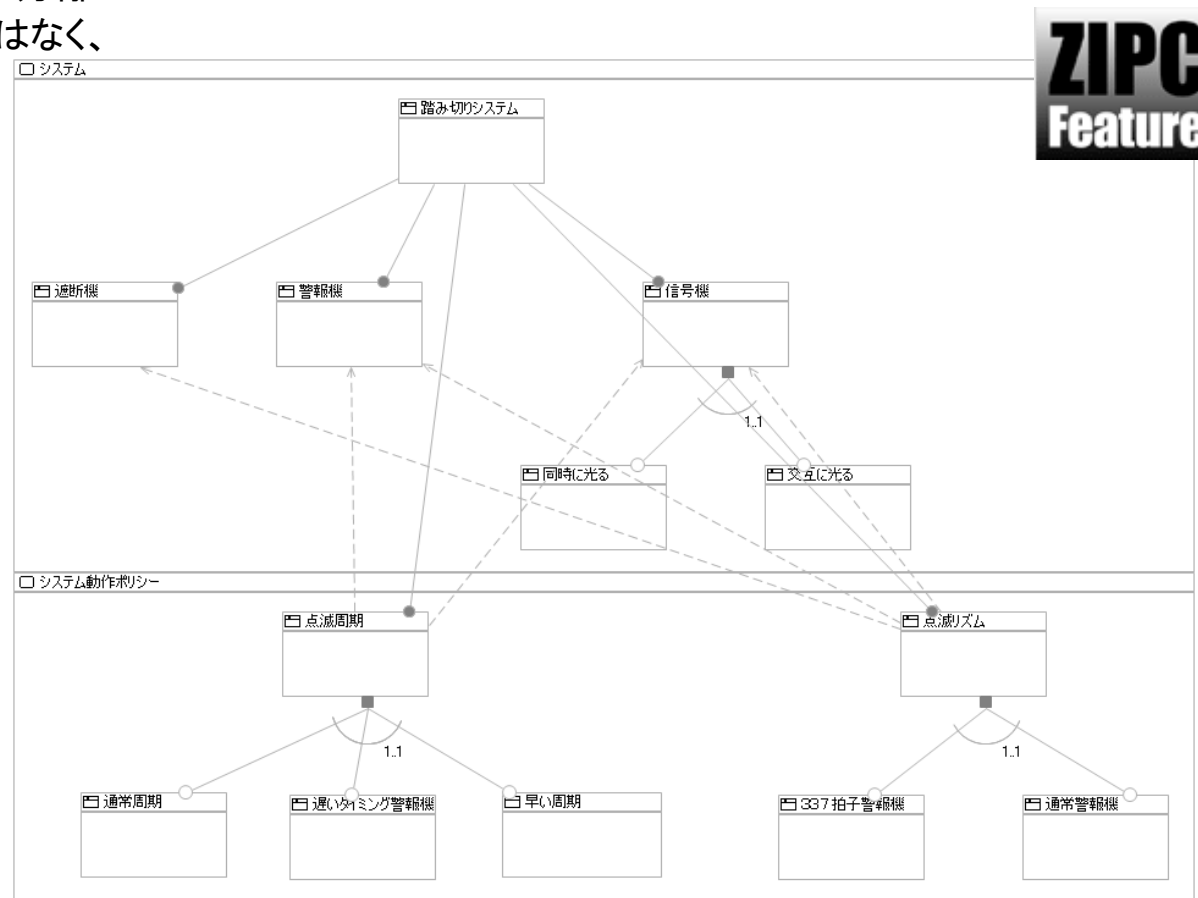 はなく、
ZIPC
Feature
システム
踏み切りシステム
遮断機
警報機
信号機
1..1
同時に光る
交互に光る
システム動作ポリシー
点滅周期
点滅リズム
1..1
1..1
通常周期
遅いタイミング警報機
早い周期
337拍子警報機
通常警報機